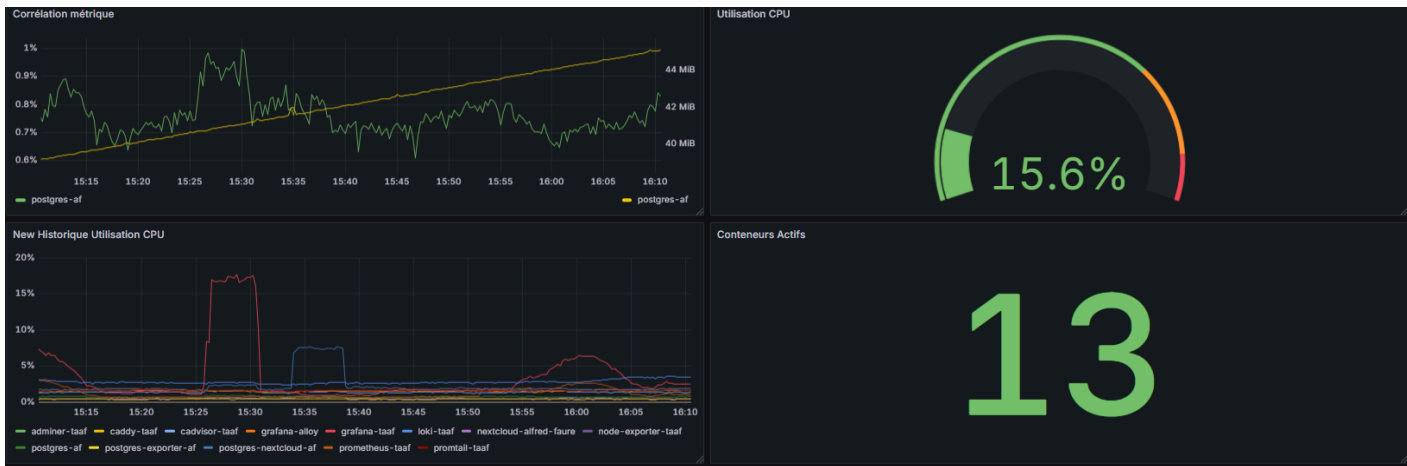 Corrélation métrique
1%
0.9%
0.8%
0.7%
0.6%
44 MiB
42 MiB
40 MiB
15:15 15:20 15:25 15:30 15:35 15:40 15:45 15:50 15:55 16:00 16:05 16:10
postgres-af postgres-af
Utilisation CPU
15.6%
New Historique Utilisation CPU
20%
15%
10%
5%
0%
15:15 15:20 15:25 15:30 15:35 15:40 15:45 15:50 15:55 16:00 16:05 16:10
adminer-taaf caddy-taaf cadvisor-taaf grafana-alloy grafana-taaf loki-taaf nextcloud-alfred-faure node-exporter-taaf
postgres-af postgres-exporter-af postgres-nextcloud-af prometheus-taaf promtail-taaf
Conteneurs Actifs
13